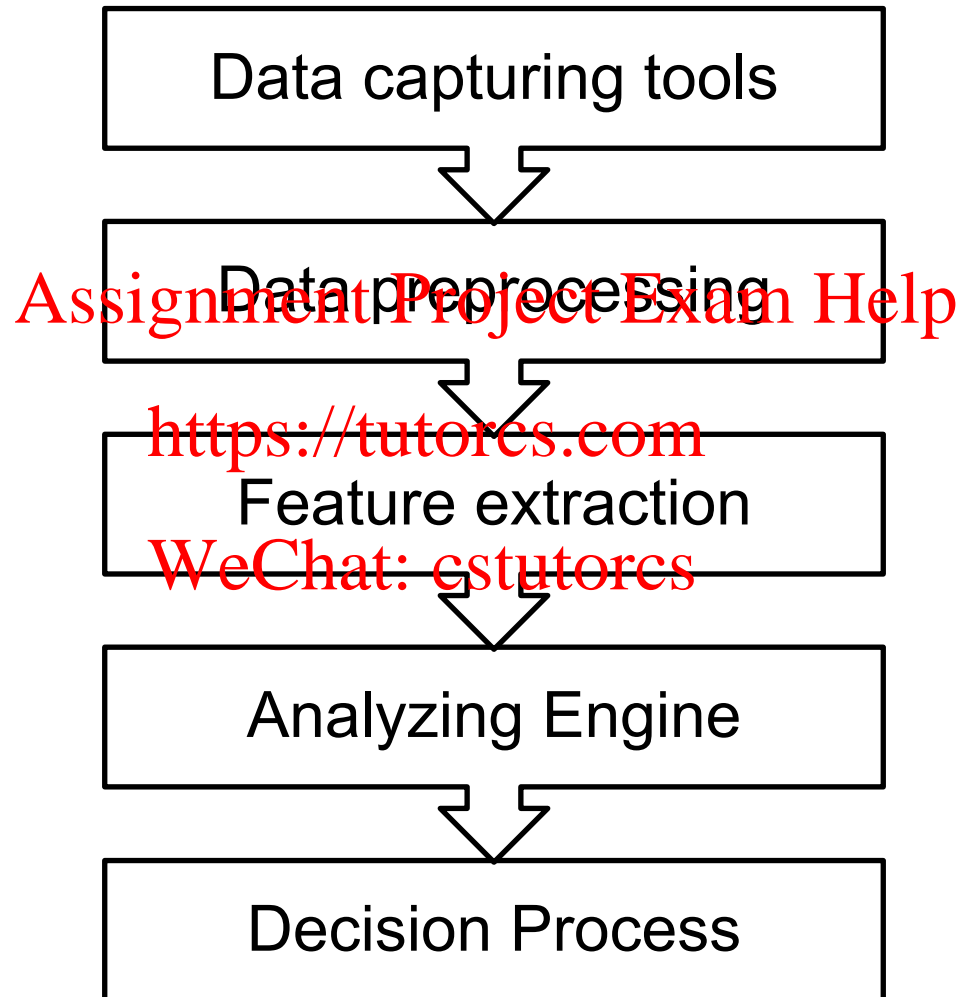 Data capturing tools
Data preprocessing
Assignment Project Exam Help
https://tutorcs.com
Feature extraction
WeChat: cstutorcs
Analyzing Engine
Decision Process